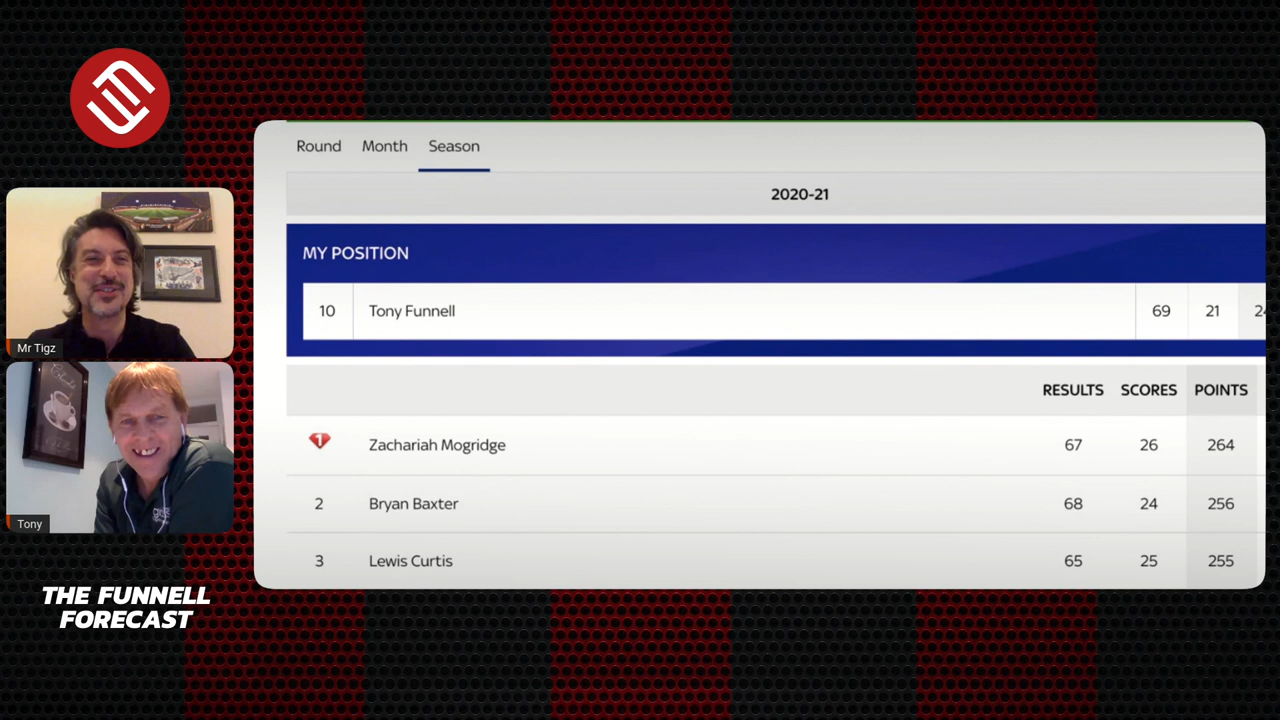 Round Month Season
2020-21
MY POSITION
10 Tony Funnell 69 21
RESULTS SCORES POINTS
1 Zachariah Mogridge 67 26 264
2 Bryan Baxter 68 24 256
3 Lewis Curtis 65 25 255
Mr Tigz
Tony
THE FUNNELL
FORECAST